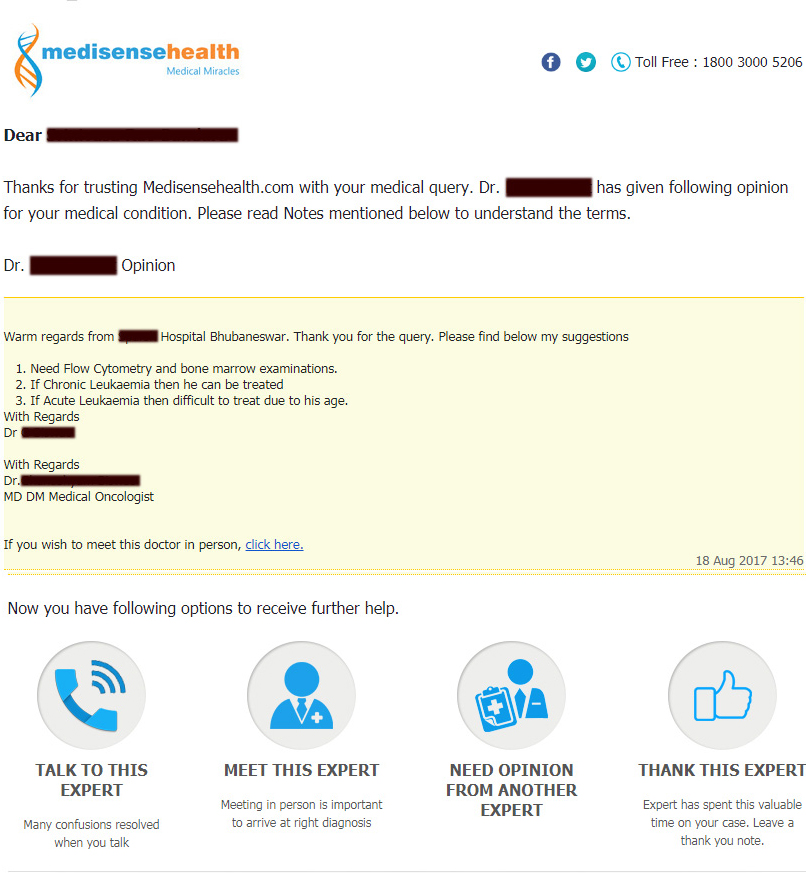 medisensehealth
Medical Miracles
Toll Free : 1800 3000 5206
Dear
Thanks for trusting Medisensehealth.com with your medical query. Dr. has given following opinion
for your medical condition. Please read Notes mentioned below to understand the terms.
Dr. Opinion
Warm regards from Hospital Bhubaneswar. Thank you for the query. Please find below my suggestions
1. Need Flow Cytometry and bone marrow examinations.
2. If Chronic Leukaemia then he can be treated
3. If Acute Leukaemia then difficult to treat due to his age.
With Regards
Dr
With Regards
Dr.
MD DM Medical Oncologist
If you wish to meet this doctor in person, click here.
18 Aug 2017 13:46
Now you have following options to receive further help.
TALK TO THIS
EXPERT
Many confusions resolved
when you talk
MEET THIS EXPERT
Meeting in person is important
to arrive at right diagnosis
NEED OPINION
FROM ANOTHER
EXPERT
THANK THIS EXPERT
Expert has spent this valuable
time on your case. Leave a
thank you note.